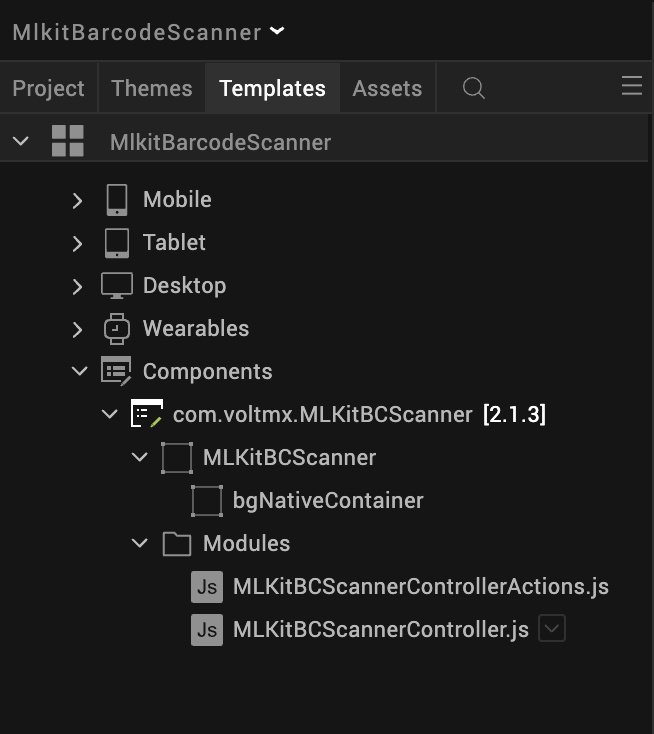 MlkitBarcodeScanner
Project Themes Templates Assets
MlkitBarcodeScanner
Mobile
Tablet
Desktop
Wearables
Components
com.voltmx.MLKitBCScanner [2.1.3]
MLKitBCScanner
bgNativeContainer
Modules
Js MLKitBCScannerControllerActions.js
Js MLKitBCScannerController.js